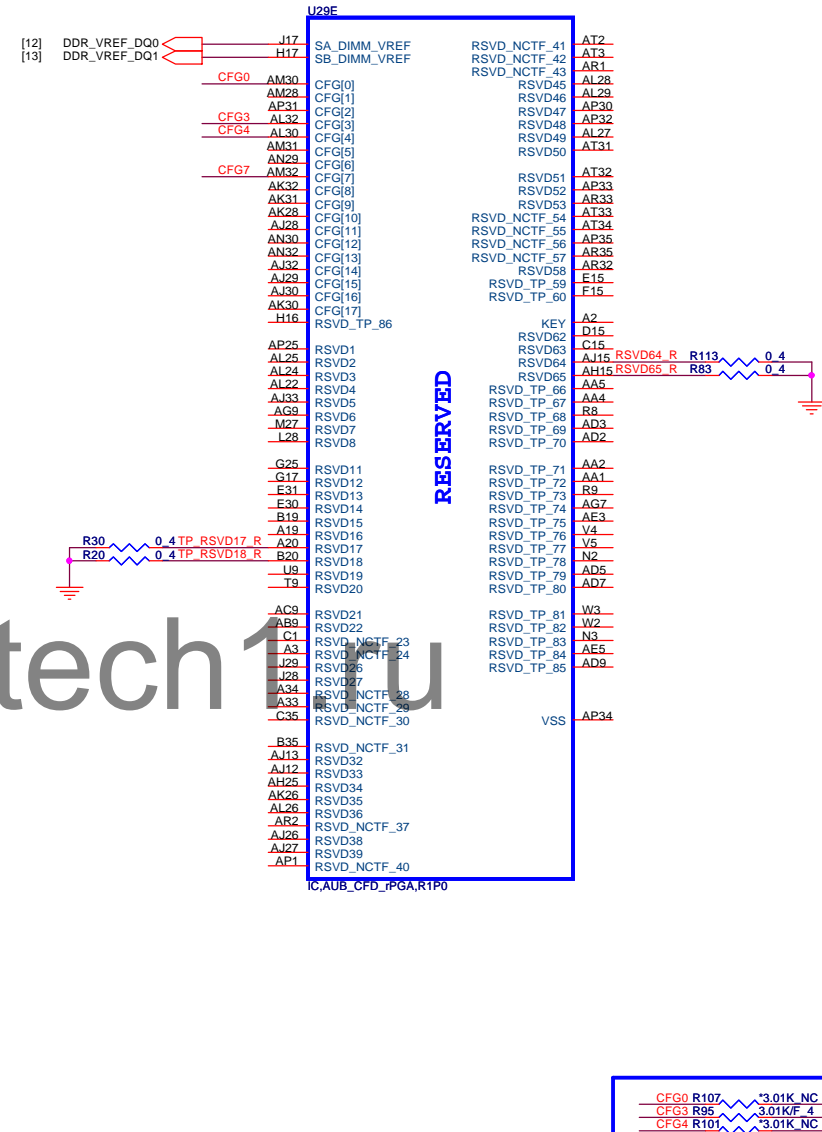 U29E
[12] DDR_VREF_DQ0 J17 SA_DIMM_VREF RSVD_NCTF_41 AT2
[13] DDR_VREF_DQ1 H17 SB_DIMM_VREF RSVD_NCTF_42 AT3
RSVD_NCTF_43 AR1
CFG0 AM30 CFG[0] RSVD45 AL28
AM28 CFG[1] RSVD46 AL29
AP31 CFG[2] RSVD47 AP30
CFG3 AL32 CFG[3] RSVD48 AP32
CFG4 AL30 CFG[4] RSVD49 AL27
AM31 CFG[5] RSVD50 AT31
AN29 CFG[6]
CFG7 AM32 CFG[7] RSVD51 AT32
AK32 CFG[8] RSVD52 AP33
AK31 CFG[9] RSVD53 AR33
AK28 CFG[10] RSVD_NCTF_54 AT33
AJ28 CFG[11] RSVD_NCTF_55 AT34
AN30 CFG[12] RSVD_NCTF_56 AP35
AN32 CFG[13] RSVD_NCTF_57 AR35
AJ32 CFG[14] RSVD58 AR32
AJ29 CFG[15] RSVD_TP_59 E15
AJ30 CFG[16] RSVD_TP_60 F15
AK30 CFG[17]
H16 RSVD_TP_86 KEY A2
RSVD62 D15
AP25 RSVD1 RSVD63 C15
AL25 RSVD2 RSVD64 AJ15 RSVD64_R R113 0_4
AL24 RSVD3 RSVD65 AH15 RSVD65_R R83 0_4
AL22 RSVD4 RSVD_TP_66 AA5
AJ33 RSVD5 RSVD_TP_67 AA4
AG9 RSVD6 RSVD_TP_68 R8
M27 RSVD7 RSVD_TP_69 AD3
L28 RSVD8 RSVD_TP_70 AD2
RESERVED
G25 RSVD11 RSVD_TP_71 AA2
G17 RSVD12 RSVD_TP_72 AA1
E31 RSVD13 RSVD_TP_73 R9
E30 RSVD14 RSVD_TP_74 AG7
B19 RSVD15 RSVD_TP_75 AE3
A19 RSVD16 RSVD_TP_76 V4
R30 0_4 TP_RSVD17_R A20 RSVD17 RSVD_TP_77 V5
R20 0_4 TP_RSVD18_R B20 RSVD18 RSVD_TP_78 N2
U9 RSVD19 RSVD_TP_79 AD5
T9 RSVD20 RSVD_TP_80 AD7
AC9 RSVD21 RSVD_TP_81 W3
AB9 RSVD22 RSVD_TP_82 W2
C1 RSVD_NCTF_23 RSVD_TP_83 N3
A3 RSVD_NCTF_24 RSVD_TP_84 AE5
J29 RSVD26 RSVD_TP_85 AD9
J28 RSVD27
A34 RSVD_NCTF_28
A33 RSVD_NCTF_29
C35 RSVD_NCTF_30 VSS AP34
tech1.ru
B35 RSVD_NCTF_31
AJ13 RSVD32
AJ12 RSVD33
AH25 RSVD34
AK26 RSVD35
AL26 RSVD36
AR2 RSVD_NCTF_37
AJ26 RSVD38
AJ27 RSVD39
AP1 RSVD_NCTF_40
IC,AUB_CFD_rPGA,R1P0
CFG0 R107 *3.01K_NC
CFG3 R95 3.01K/F_4
CFG4 R101 *3.01K_NC